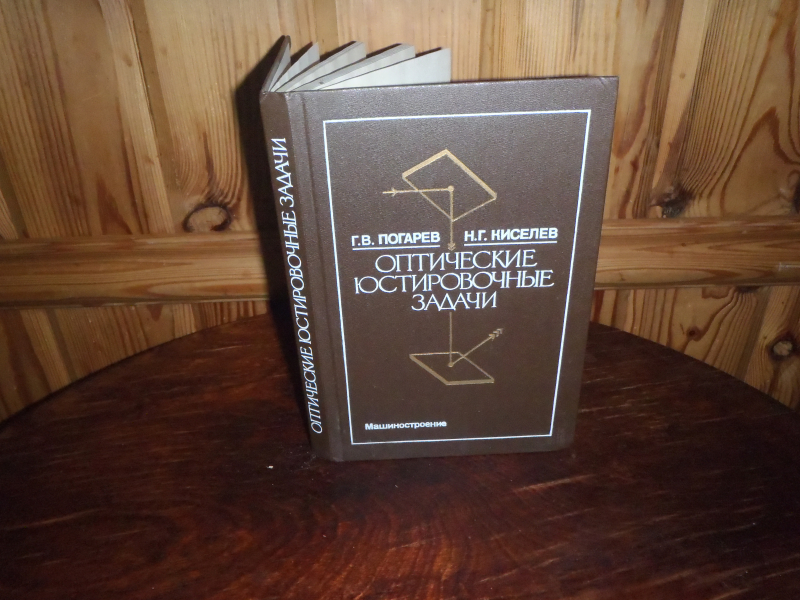 ОПТИЧЕСКИЕ ЮСТИРОВОЧНЫЕ ЗАДАЧИ
Г.В. ПОГАРЕВ Н.Г. КИСЕЛЕВ
ОПТИЧЕСКИЕ
ЮСТИРОВОЧНЫЕ
ЗАДАЧИ
Машиностроение